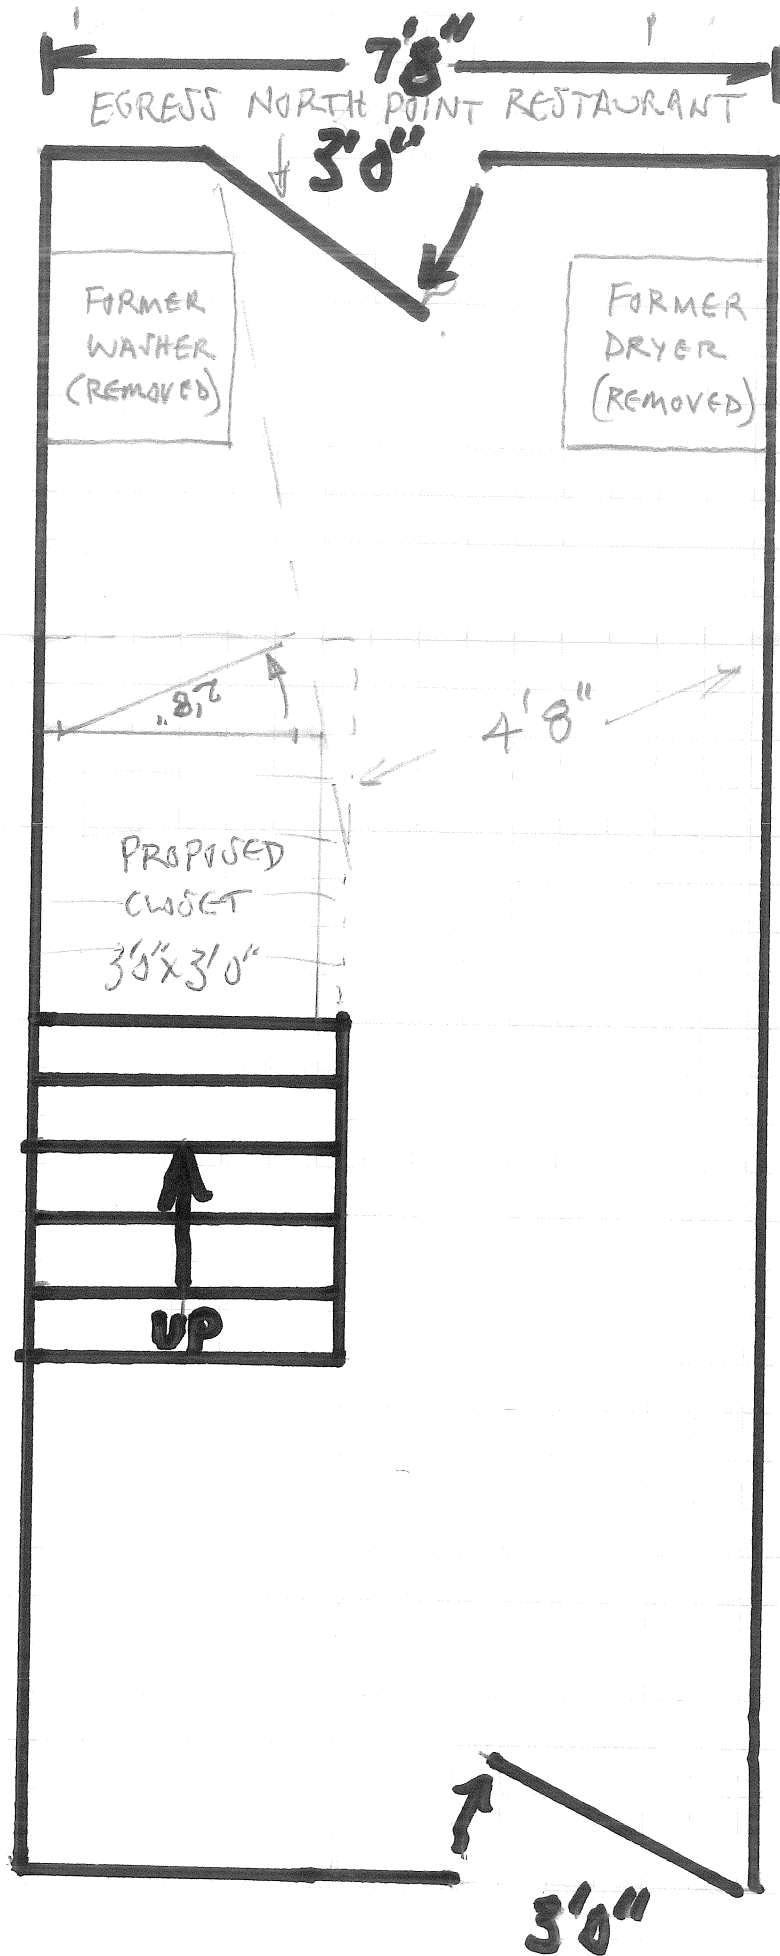 7'8"
EGRESS NORTH POINT RESTAURANT
3'0"
FORMER
WASHER
(REMOVED)
FORMER
DRYER
(REMOVED)
2'8"
4'8"
PROPOSED
CLOSET
3'0" X 3'0"
UP
3'0"